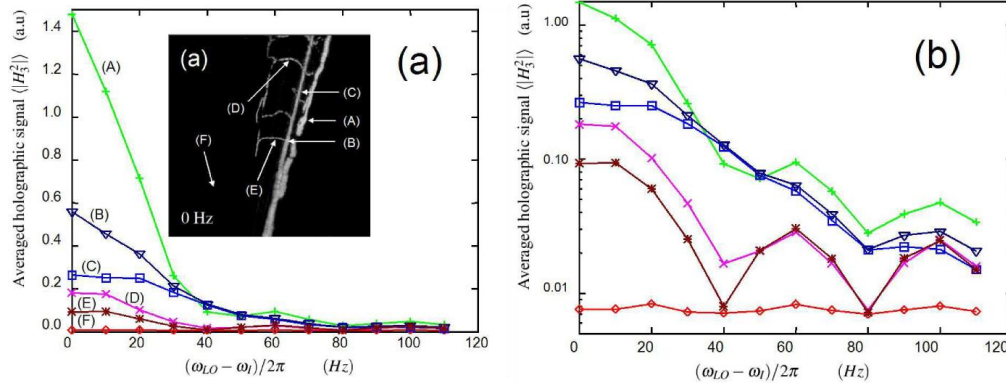 Averaged holographic signal ⟨|H₃²|⟩ (a.u)
1.4
1.2
1.0
0.8
0.6
0.4
0.2
0.0
(A)
(B)
(C)
(D)
(E)
(F)
(a)
(a)
(D)
(C)
(A)
(F)
(B)
(E)
0 Hz
0 20 40 60 80 100 120
(ω_LO − ω_I)/2π (Hz)
Averaged holographic signal ⟨|H₃²|⟩ (a.u)
1.00
0.10
0.01
(b)
0 20 40 60 80 100 120
(ω_LO − ω_I)/2π (Hz)